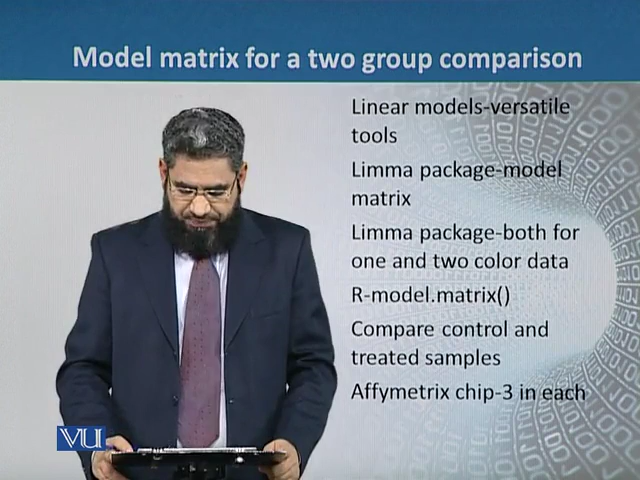 Model matrix for a two group comparison
Linear models-versatile
tools
Limma package-model
matrix
Limma package-both for
one and two color data
R-model.matrix()
Compare control and
treated samples
Affymetrix chip-3 in each
VU